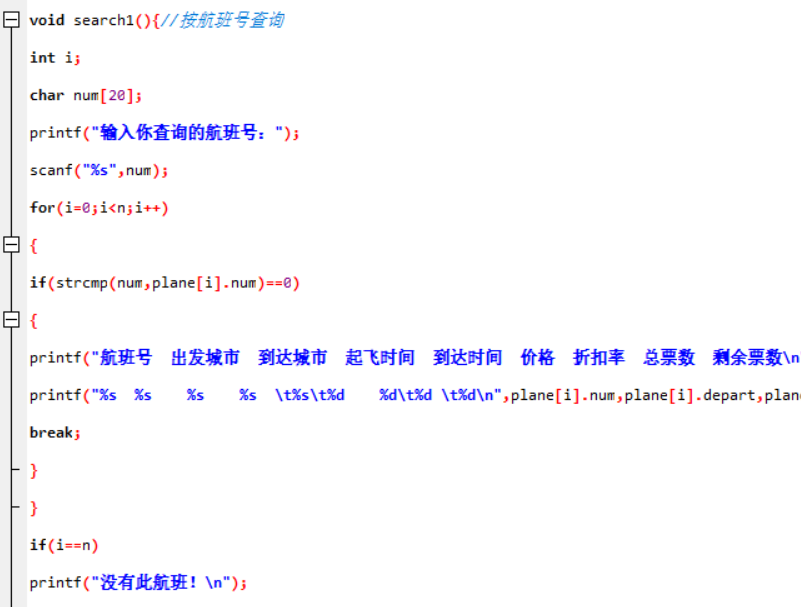 void search1(){//按航班号查询
int i;
char num[20];
printf("输入你查询的航班号：");
scanf("%s",num);
for(i=0;i<n;i++)
{
if(strcmp(num,plane[i].num)==0)
{
printf("航班号  出发城市  到达城市  起飞时间  到达时间  价格  折扣率  总票数  剩余票数\n
printf("%s  %s    %s    %s  \t%s\t%d    %d\t%d \t%d\n",plane[i].num,plane[i].depart,plan
break;
}
}
if(i==n)
printf("没有此航班！\n");